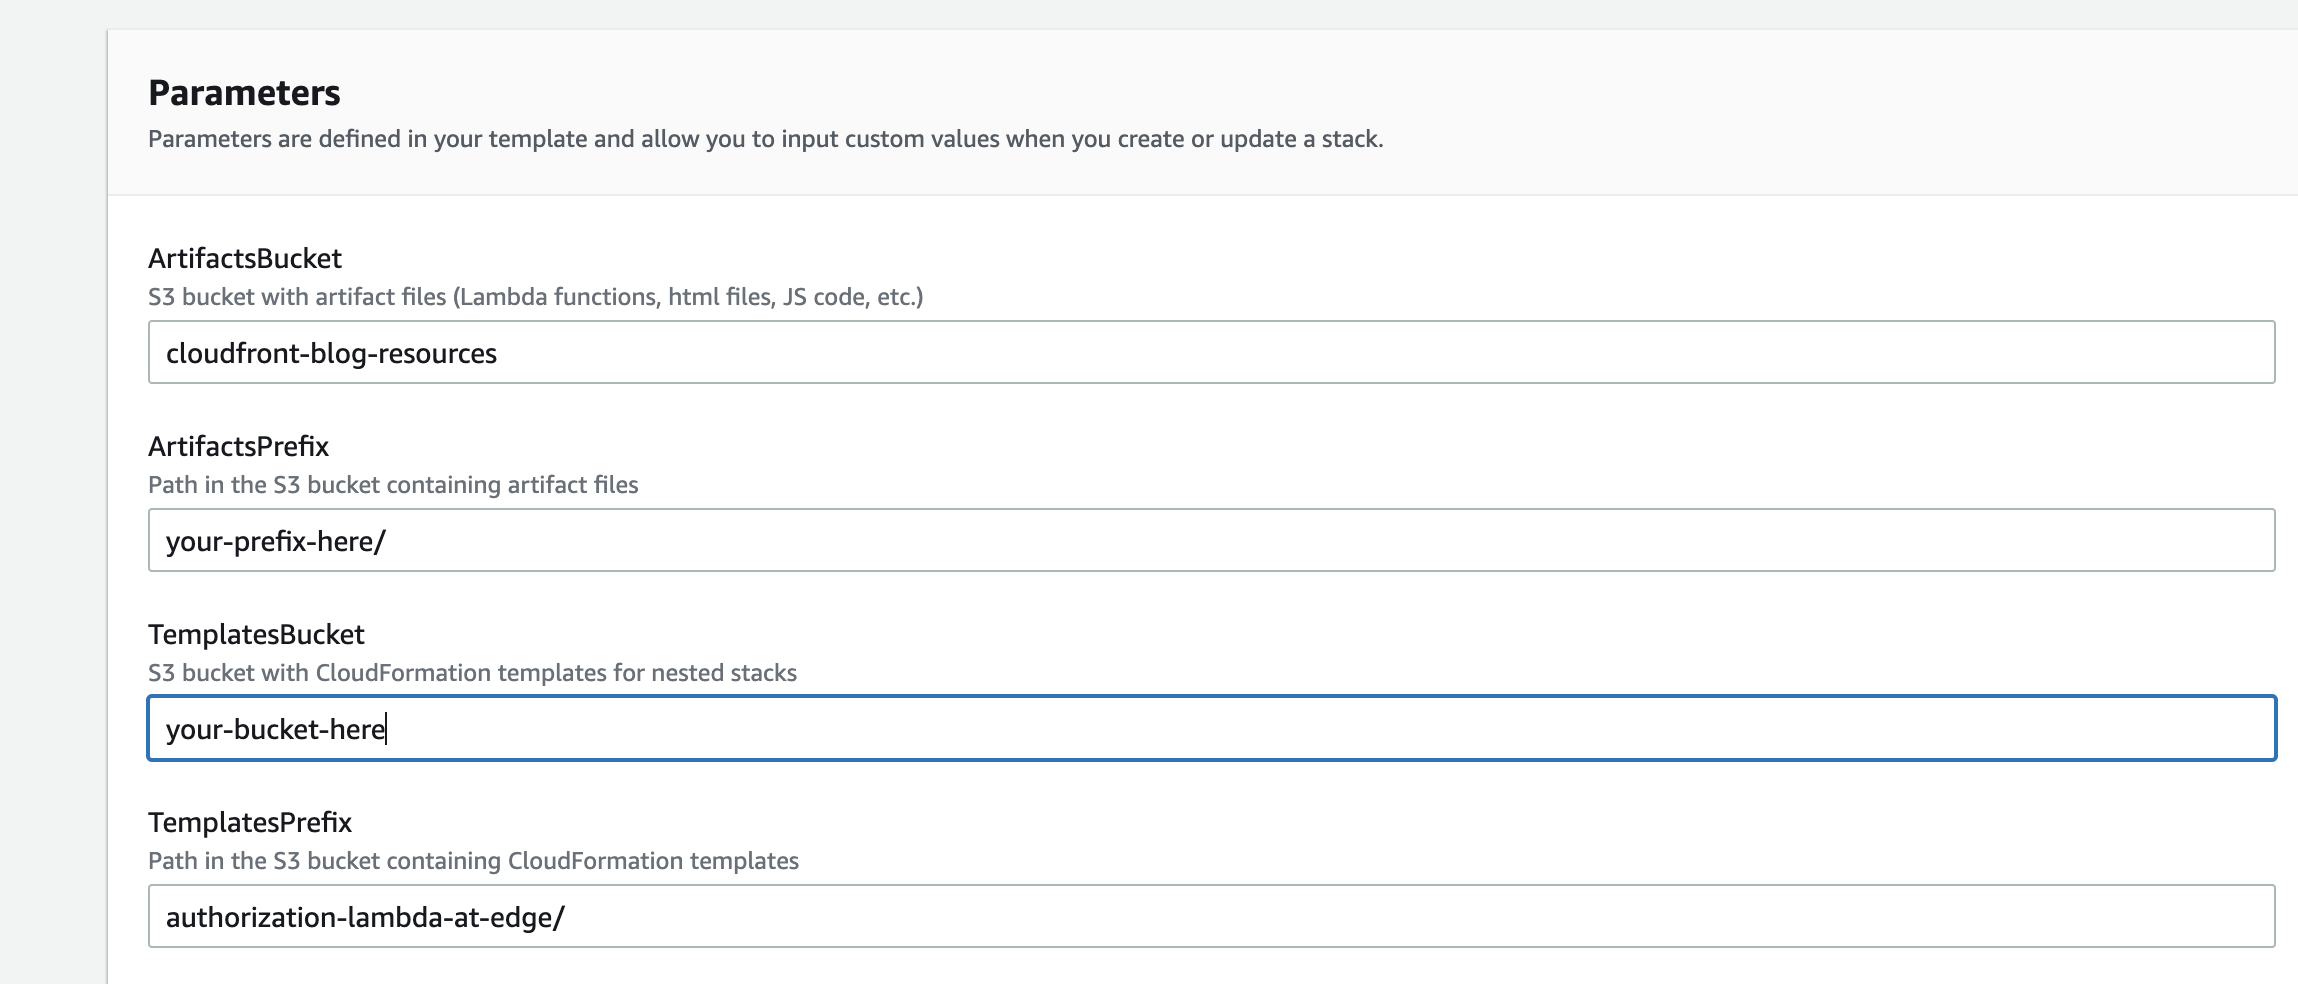 Parameters
Parameters are defined in your template and allow you to input custom values when you create or update a stack.
ArtifactsBucket
S3 bucket with artifact files (Lambda functions, html files, JS code, etc.)
cloudfront-blog-resources
ArtifactsPrefix
Path in the S3 bucket containing artifact files
your-prefix-here/
TemplatesBucket
S3 bucket with CloudFormation templates for nested stacks
your-bucket-here
TemplatesPrefix
Path in the S3 bucket containing CloudFormation templates
authorization-lambda-at-edge/